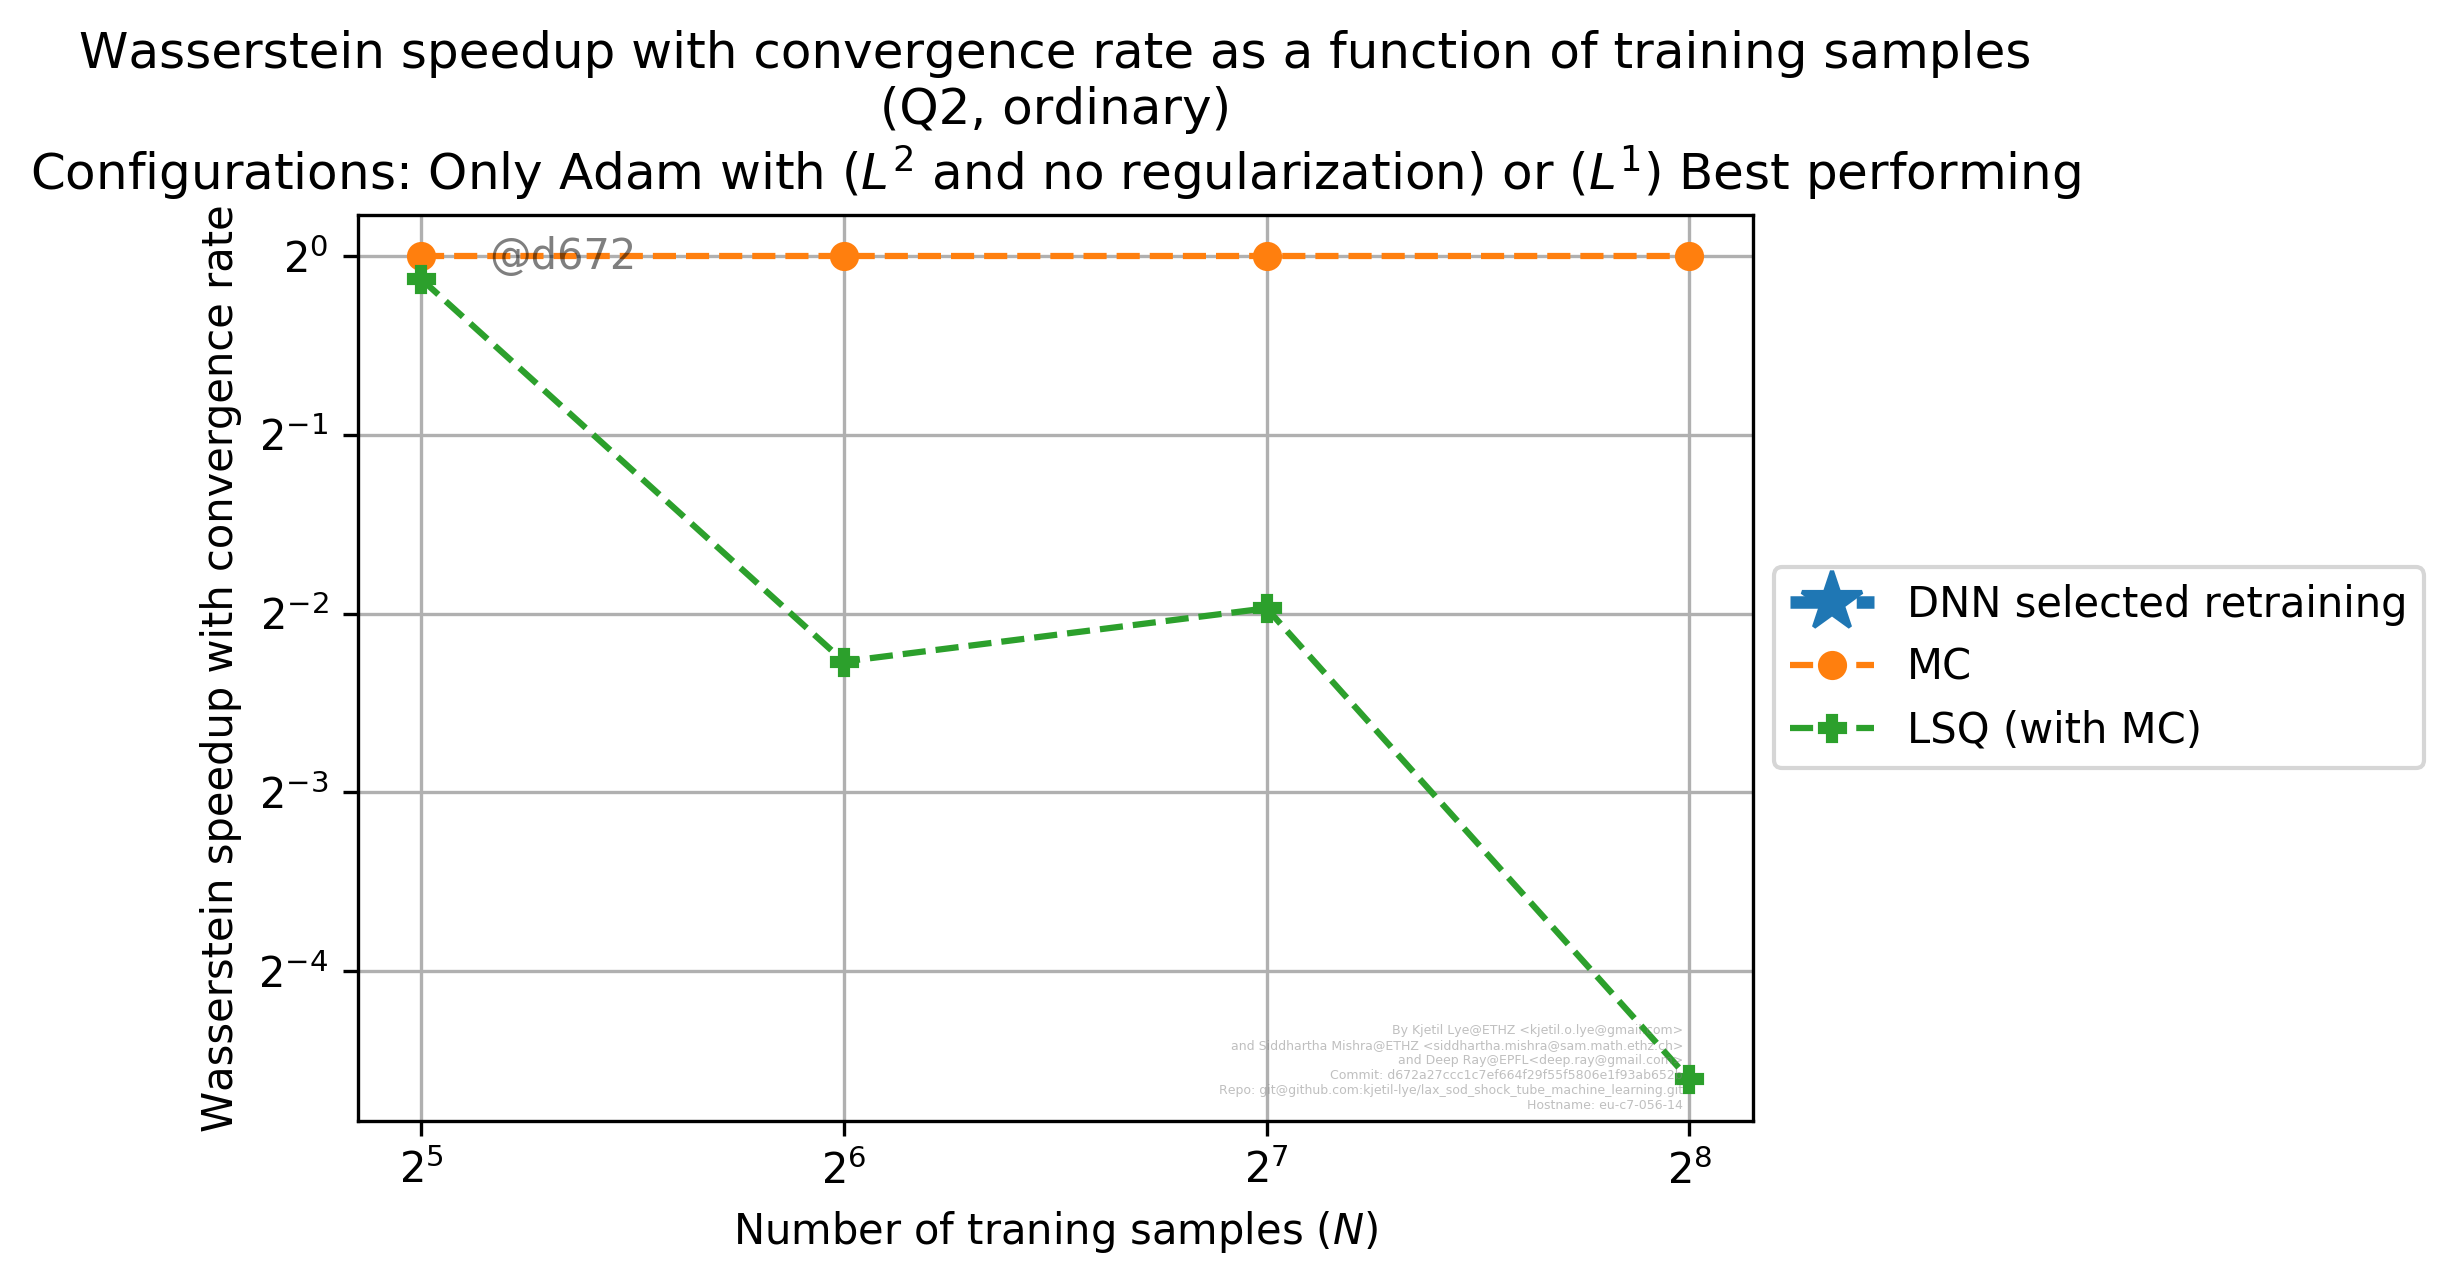 Wasserstein speedup with convergence rate as a function of training samples
(Q2, ordinary)
Configurations: Only Adam with (L² and no regularization) or (L¹) Best performing
Wasserstein speedup with convergence rate
2⁰
2⁻¹
2⁻²
2⁻³
2⁻⁴
@d672
DNN selected retraining
MC
LSQ (with MC)
By Kjetil Lye@ETHZ <kjetil.o.lye@gmail.com>
and Siddhartha Mishra@ETHZ <siddhartha.mishra@sam.math.ethz.ch>
and Deep Ray@EPFL<deep.ray@gmail.com>
Commit:
Repo: git@github.com:kjetil-lye/lax_sod_shock_tube_machine_learning.git
Hostname: eu-c7-056-14
2⁵
2⁶
2⁷
2⁸
Number of traning samples (N)